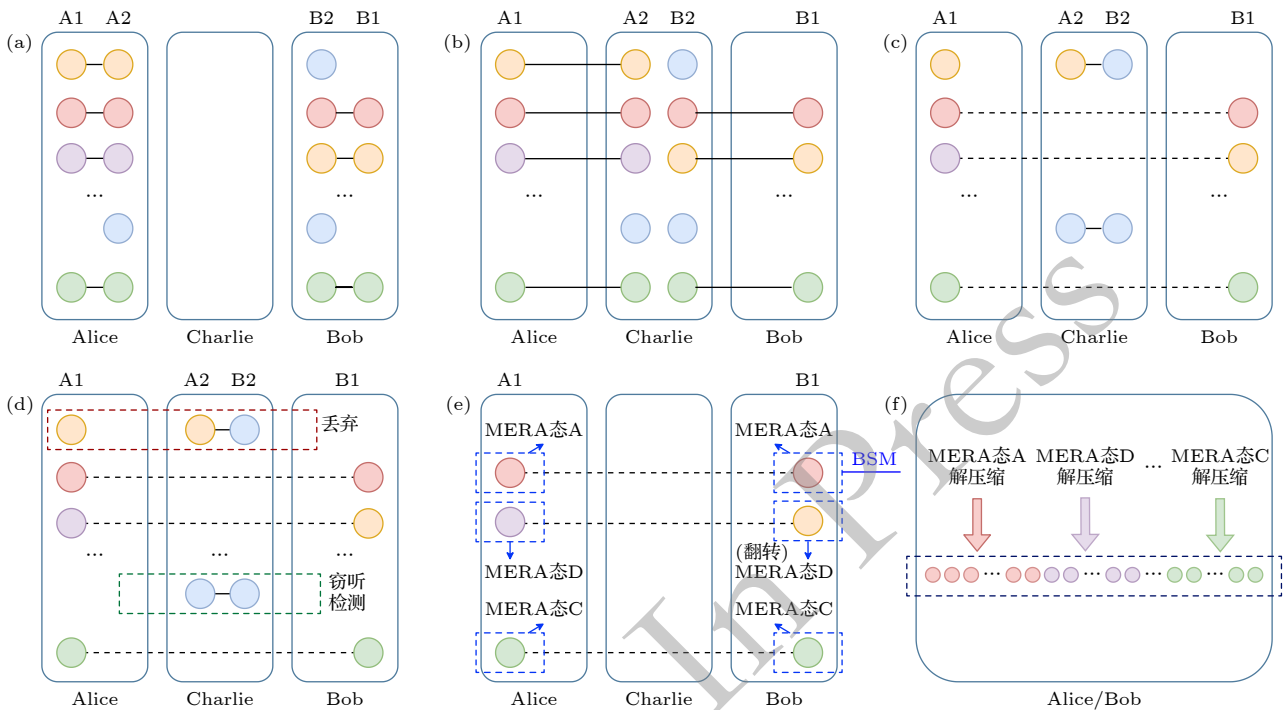 A1 A2 B2 B1
(a)
...
...
Alice Charlie Bob
A1 A2 B2 B1
(b)
...
...
Alice Charlie Bob
A1 A2 B2 B1
(c)
...
...
Alice Charlie Bob
A1 A2 B2 B1
(d)
丢弃
... ... ...
窃听
检测
Alice Charlie Bob
A1 B1
(e)
MERA态A MERA态A
BSM
(翻转)
MERA态D MERA态D
MERA态C MERA态C
Alice Charlie Bob
(f)
MERA态A MERA态D ... MERA态C
解压缩 解压缩 解压缩
... ... ... ...
Alice/Bob
In Press